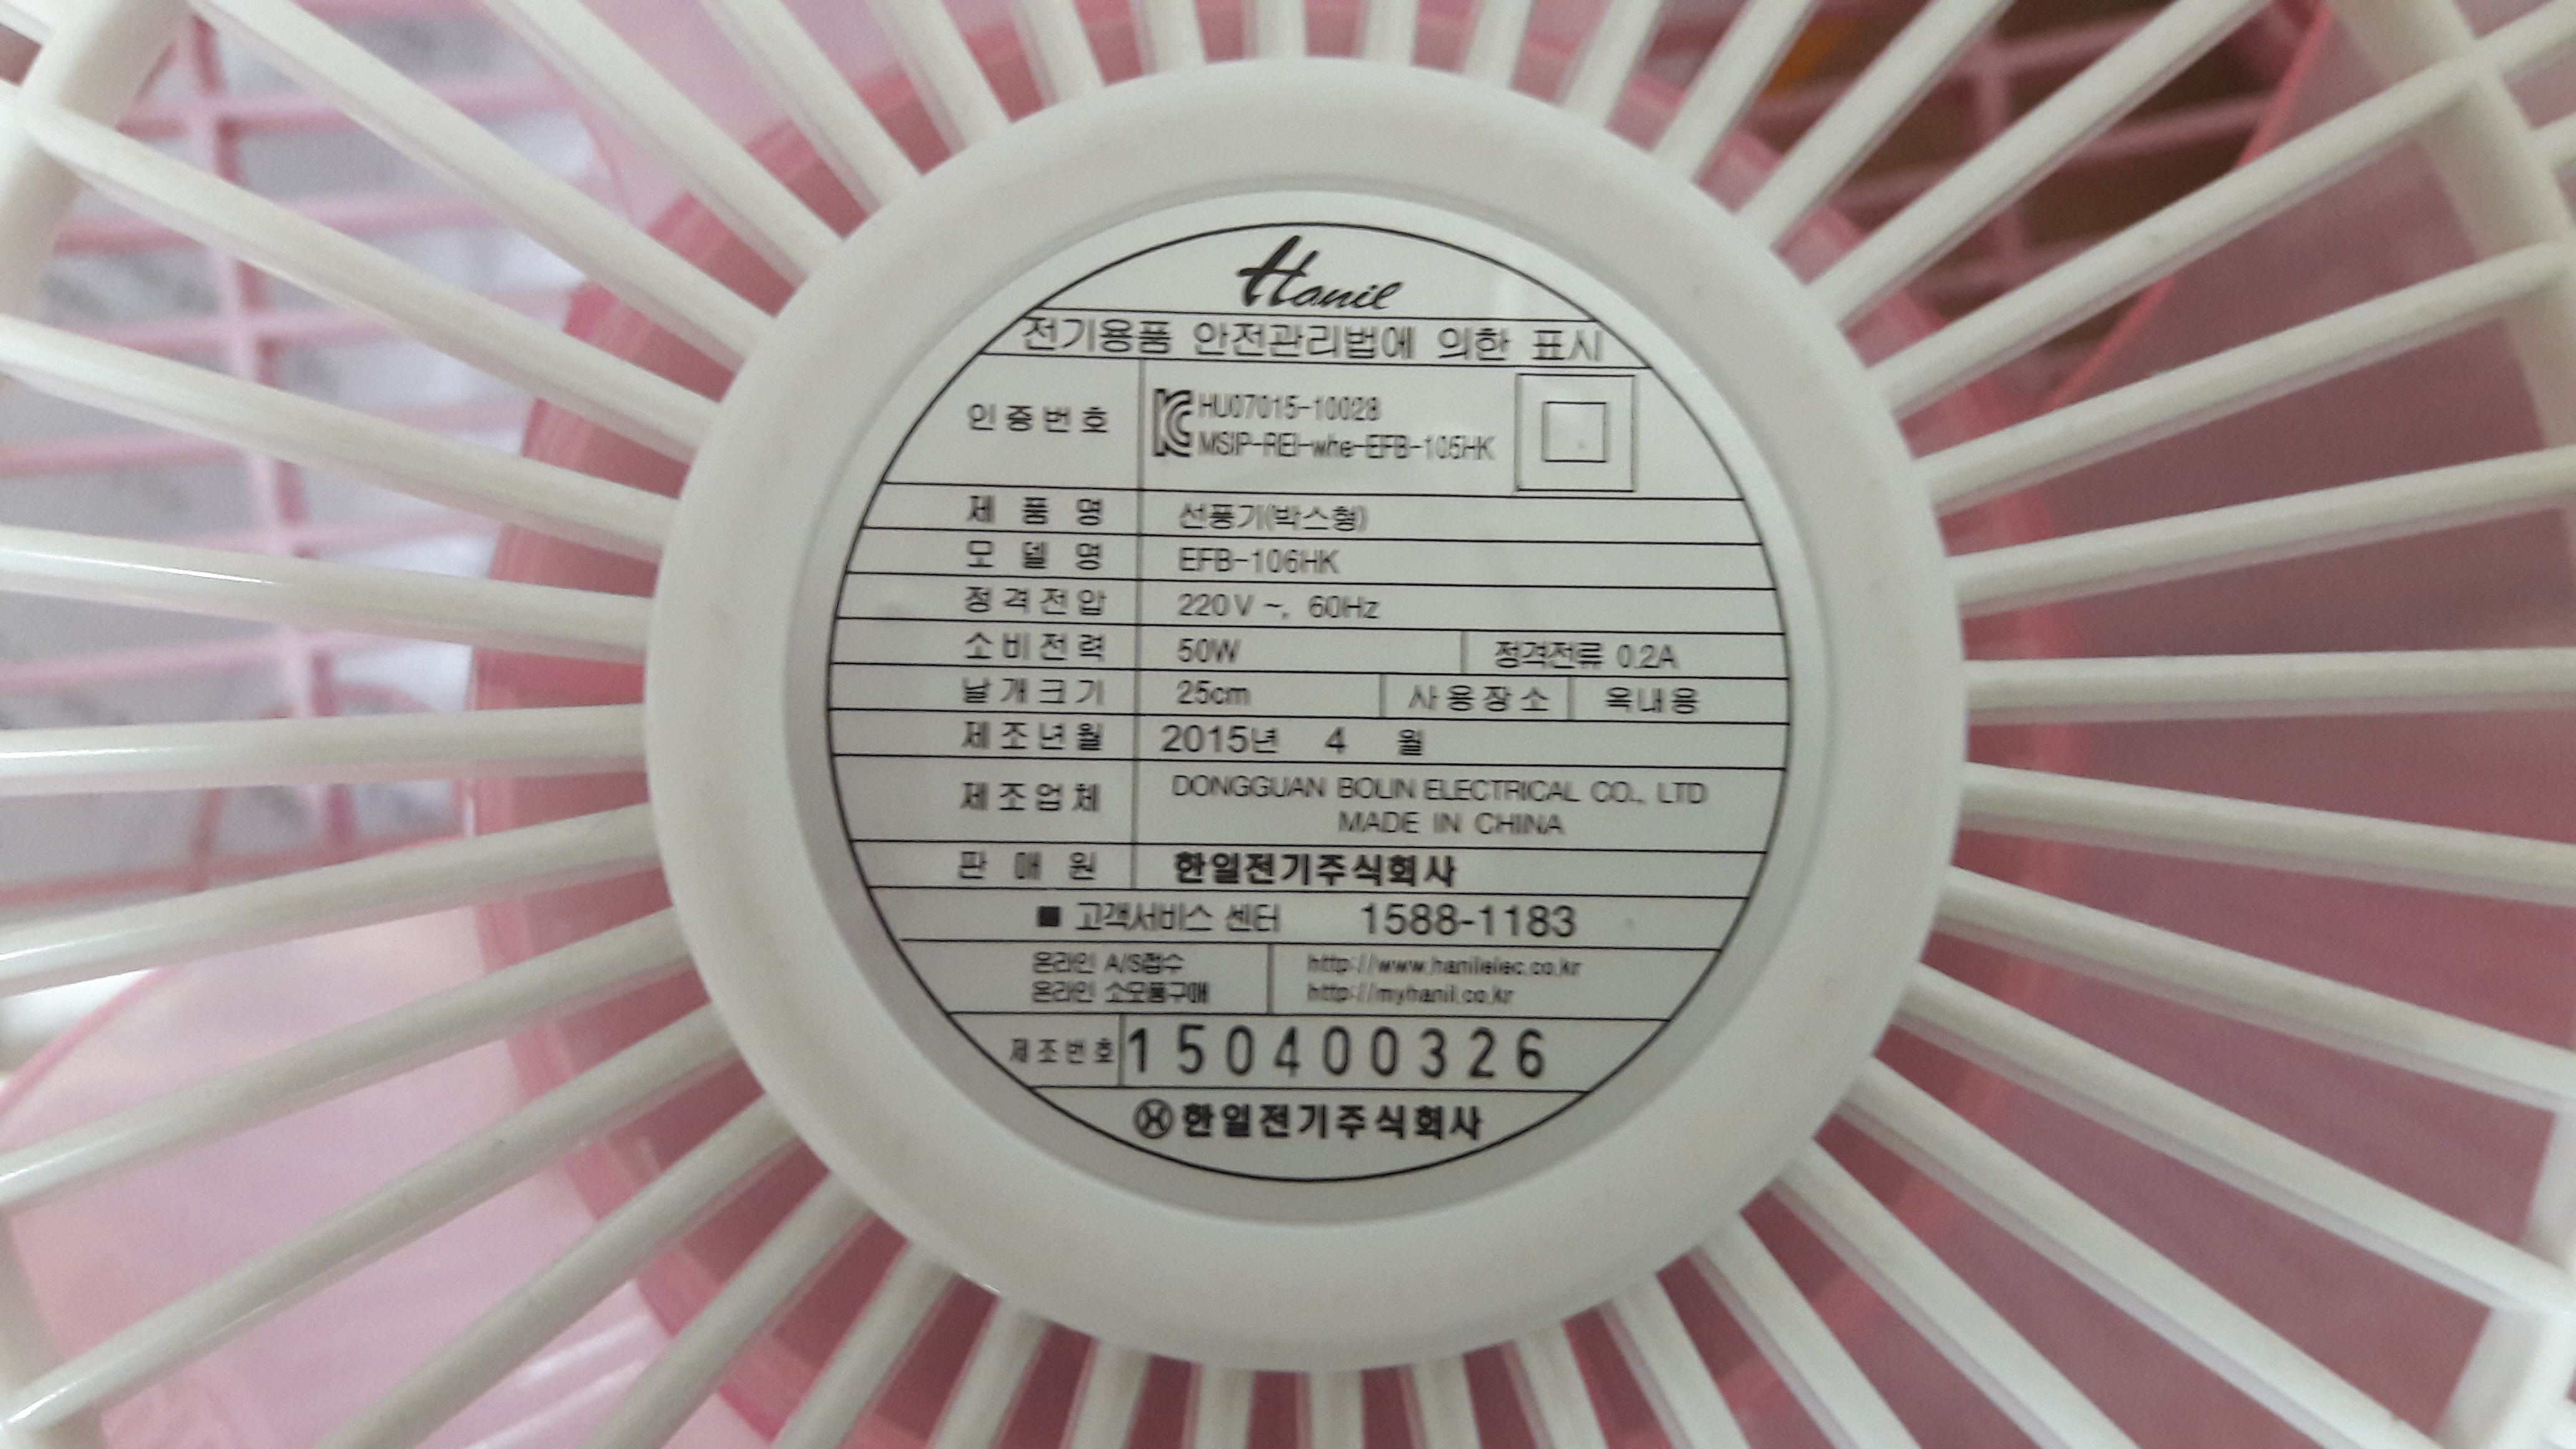 Hanil
전기용품 안전관리법에 의한 표시
인증번호 HU07015-10028
MSIP-REI-whe-EFB-105HK
제품명 선풍기(박스형)
모델명 EFB-106HK
정격전압 220V ~, 60Hz
소비전력 50W 정격전류 0.2A
날개크기 25cm 사용장소 옥내용
제조년월 2015년 4 월
제조업체 DONGGUAN BOLIN ELECTRICAL CO., LTD
MADE IN CHINA
판매원 한일전기주식회사
■ 고객서비스 센터 1588-1183
온라인 A/S접수 http://www.hanilelec.co.kr
온라인 소모품구매 http://myhanil.co.kr
제조번호 150400326
한일전기주식회사